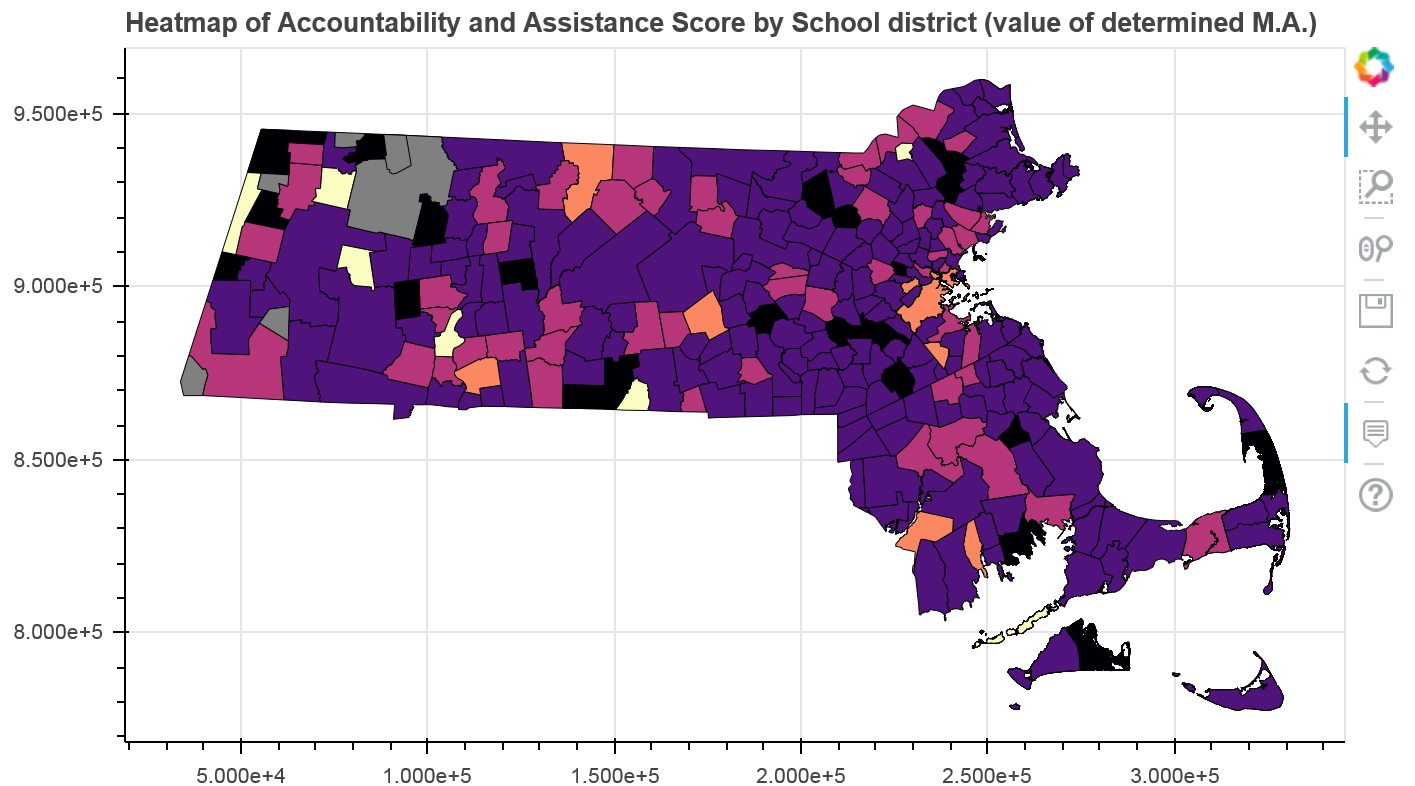 Heatmap of Accountability and Assistance Score by School district (value of determined M.A.)
9.500e+5
9.000e+5
8.500e+5
8.000e+5
5.000e+4 1.000e+5 1.500e+5 2.000e+5 2.500e+5 3.000e+5